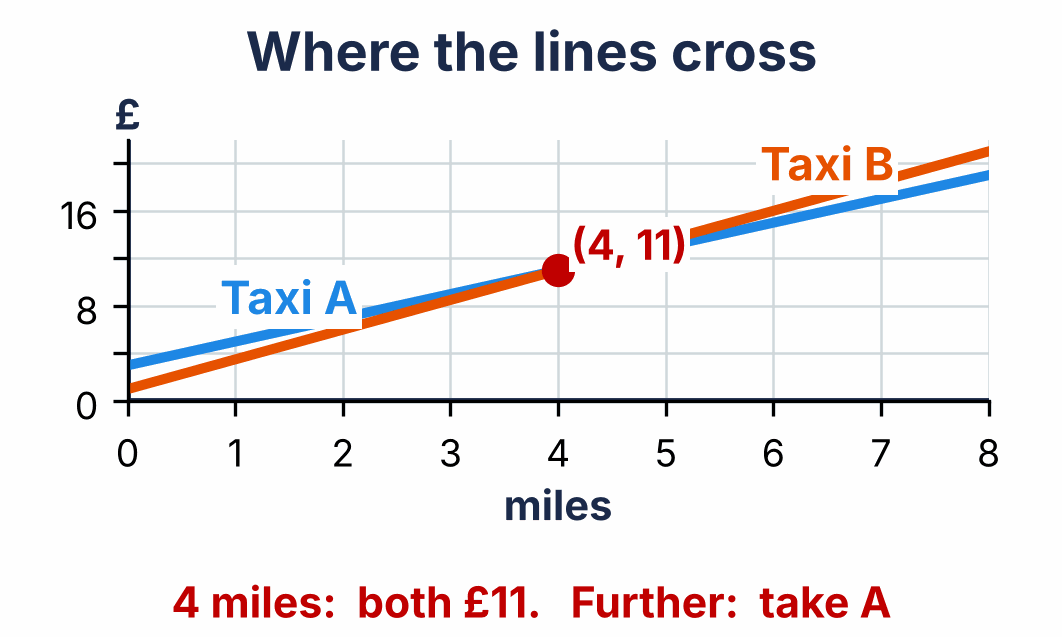 Where the lines cross
£
Taxi B
16
(4, 11)
Taxi A
8
0
0 1 2 3 4 5 6 7 8
miles
4 miles: both £11. Further: take A